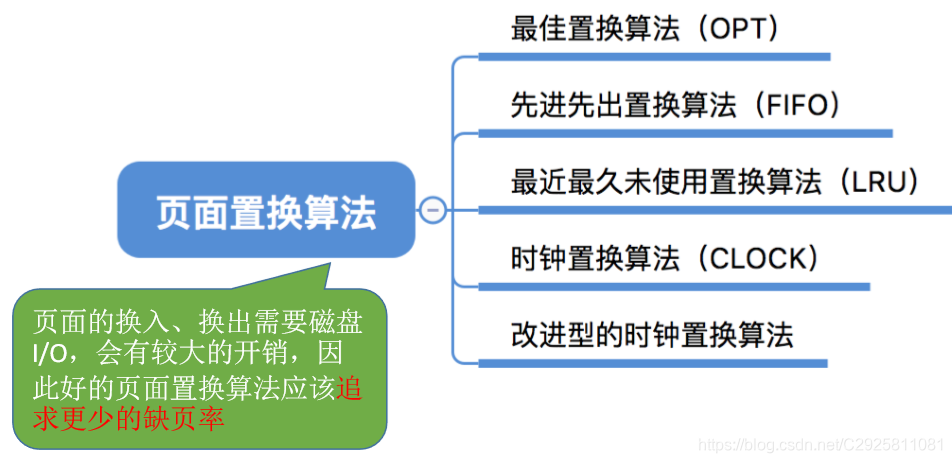 最佳置换算法（OPT）
先进先出置换算法（FIFO）
最近最久未使用置换算法（LRU）
页面置换算法
时钟置换算法（CLOCK）
改进型的时钟置换算法
页面的换入、换出需要磁盘
I/O，会有较大的开销，因
此好的页面置换算法应该追
求更少的缺页率
https://blog.csdn.net/C2925811081